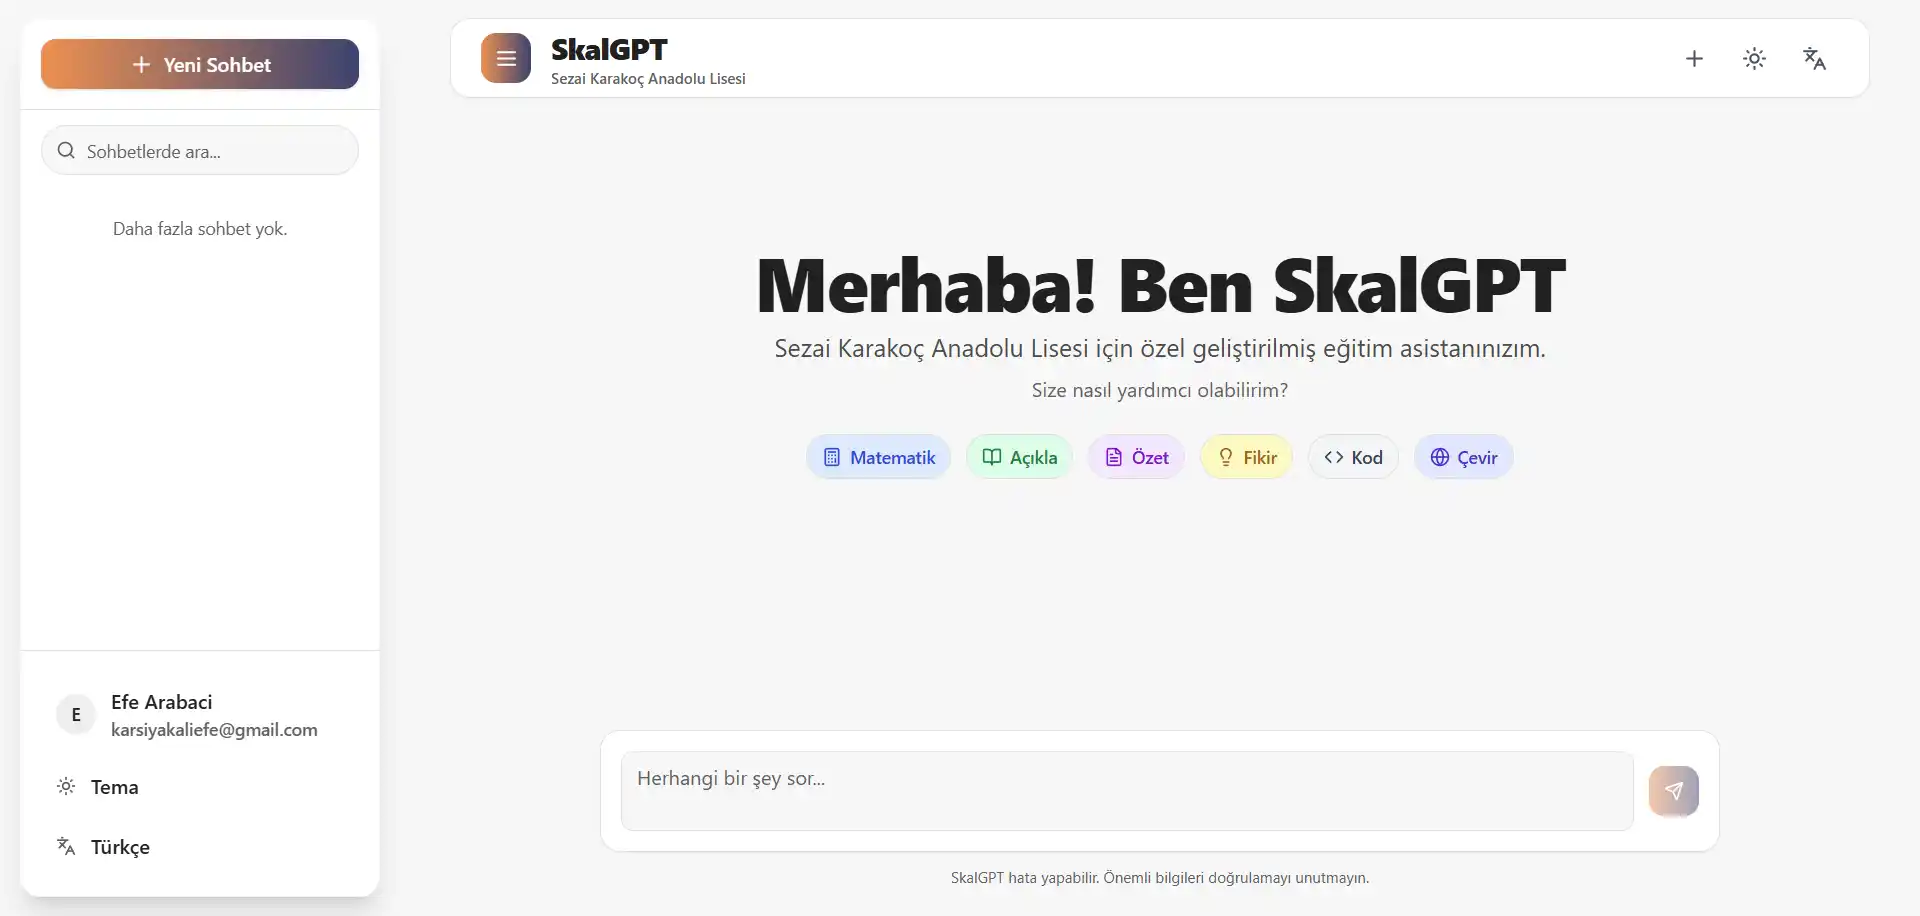 Yeni Sohbet
Sohbetlerde ara...
Daha fazla sohbet yok.
E
Efe Arabaci
karsiyakaliefe@gmail.com
Tema
Türkçe
SkalGPT
Sezai Karakoç Anadolu Lisesi
Merhaba! Ben SkalGPT
Sezai Karakoç Anadolu Lisesi için özel geliştirilmiş eğitim asistanınızım.
Size nasıl yardımcı olabilirim?
Matematik
Açıkla
Özet
Fikir
Kod
Çevir
Herhangi bir şey sor...
SkalGPT hata yapabilir. Önemli bilgileri doğrulamayı unutmayın.